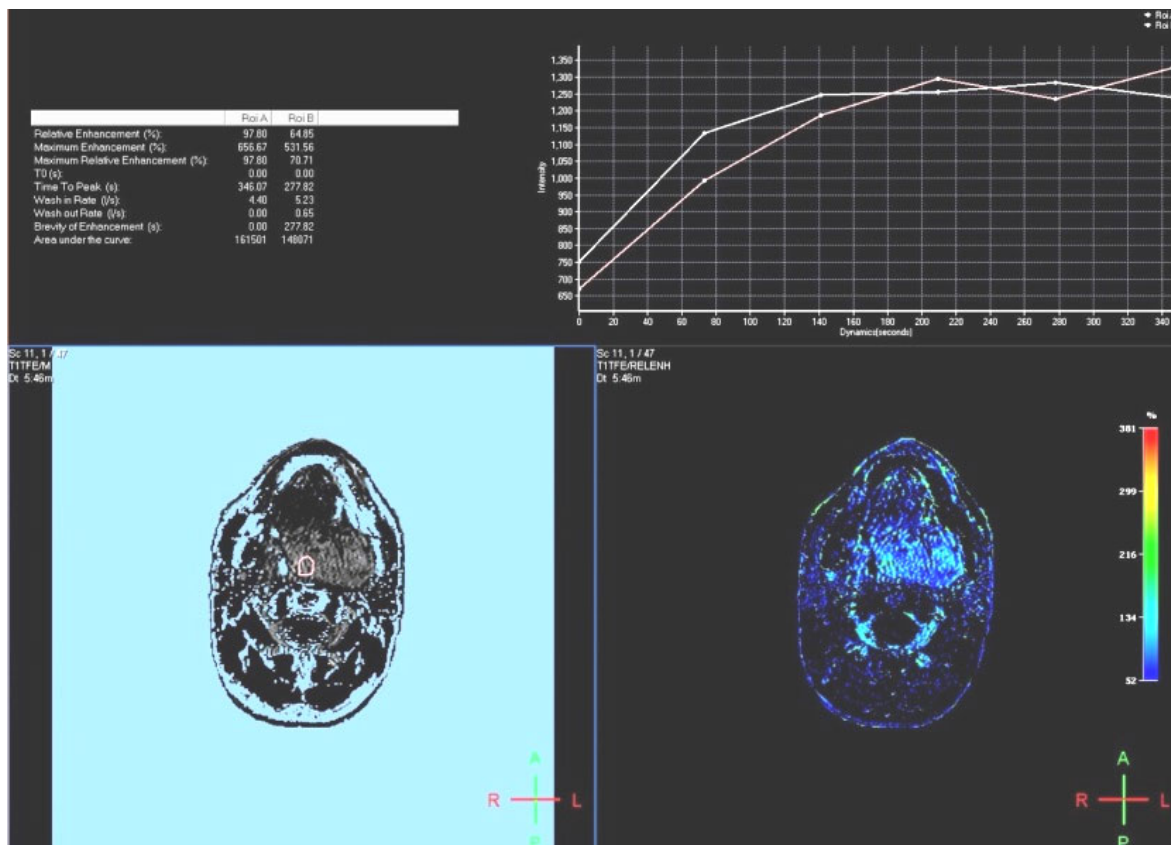 Roi
Roi
Roi A Roi B
Relative Enhancement (%): 97.80 64.85
Maximum Enhancement (%): 656.67 531.56
Maximum Relative Enhancement (%): 97.80 70.71
T0 (s): 0.00 0.00
Time To Peak (s): 346.07 277.82
Wash in Rate (l/s): 4.40 5.23
Wash out Rate (l/s): 0.00 0.65
Brevity of Enhancement (s): 0.00 277.82
Area under the curve: 161501 148071
1,350
1,300
1,250
1,200
1,150
1,100
1,050
1,000
950
900
850
800
750
700
650
Intensity
0 20 40 60 80 100 120 140 160 180 200 220 240 260 280 300 320 340
Dynamics(seconds)
Sc 11, 1 / 47
T1TFE/M
Dt 5:46m
A
R L
P
Sc 11, 1 / 47
T1TFE/RELENH
Dt 5:46m
%
381
299
216
134
52
A
R L
P